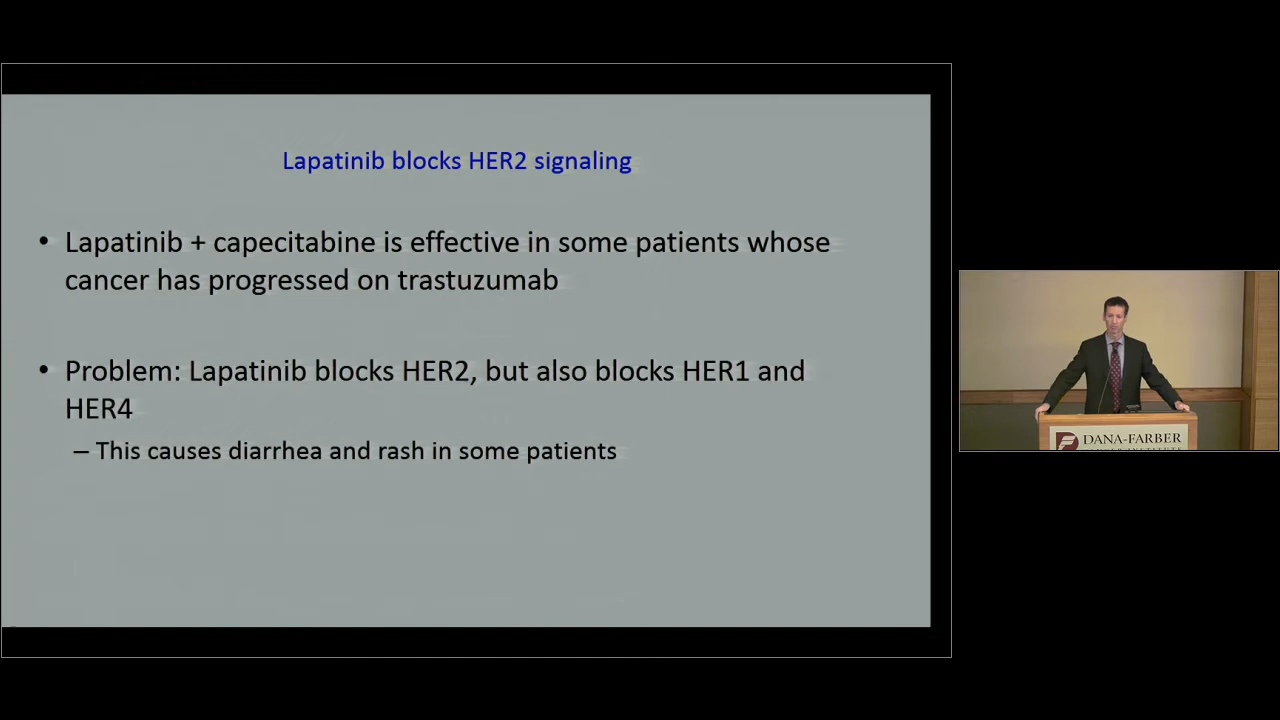 Lapatinib blocks HER2 signaling
• Lapatinib + capecitabine is effective in some patients whose
cancer has progressed on trastuzumab
• Problem: Lapatinib blocks HER2, but also blocks HER1 and
HER4
– This causes diarrhea and rash in some patients
DANA-FARBER